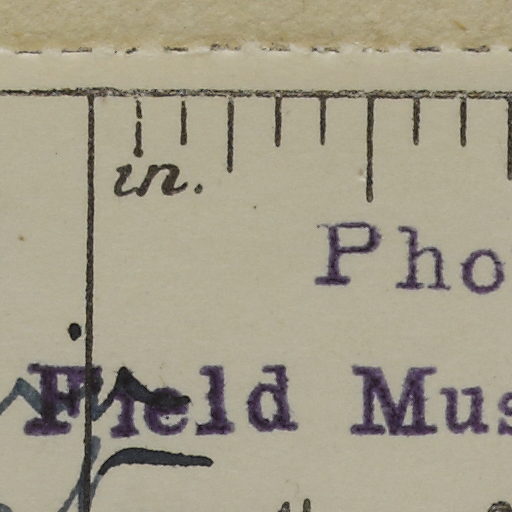 in.
Pho
Field Mus